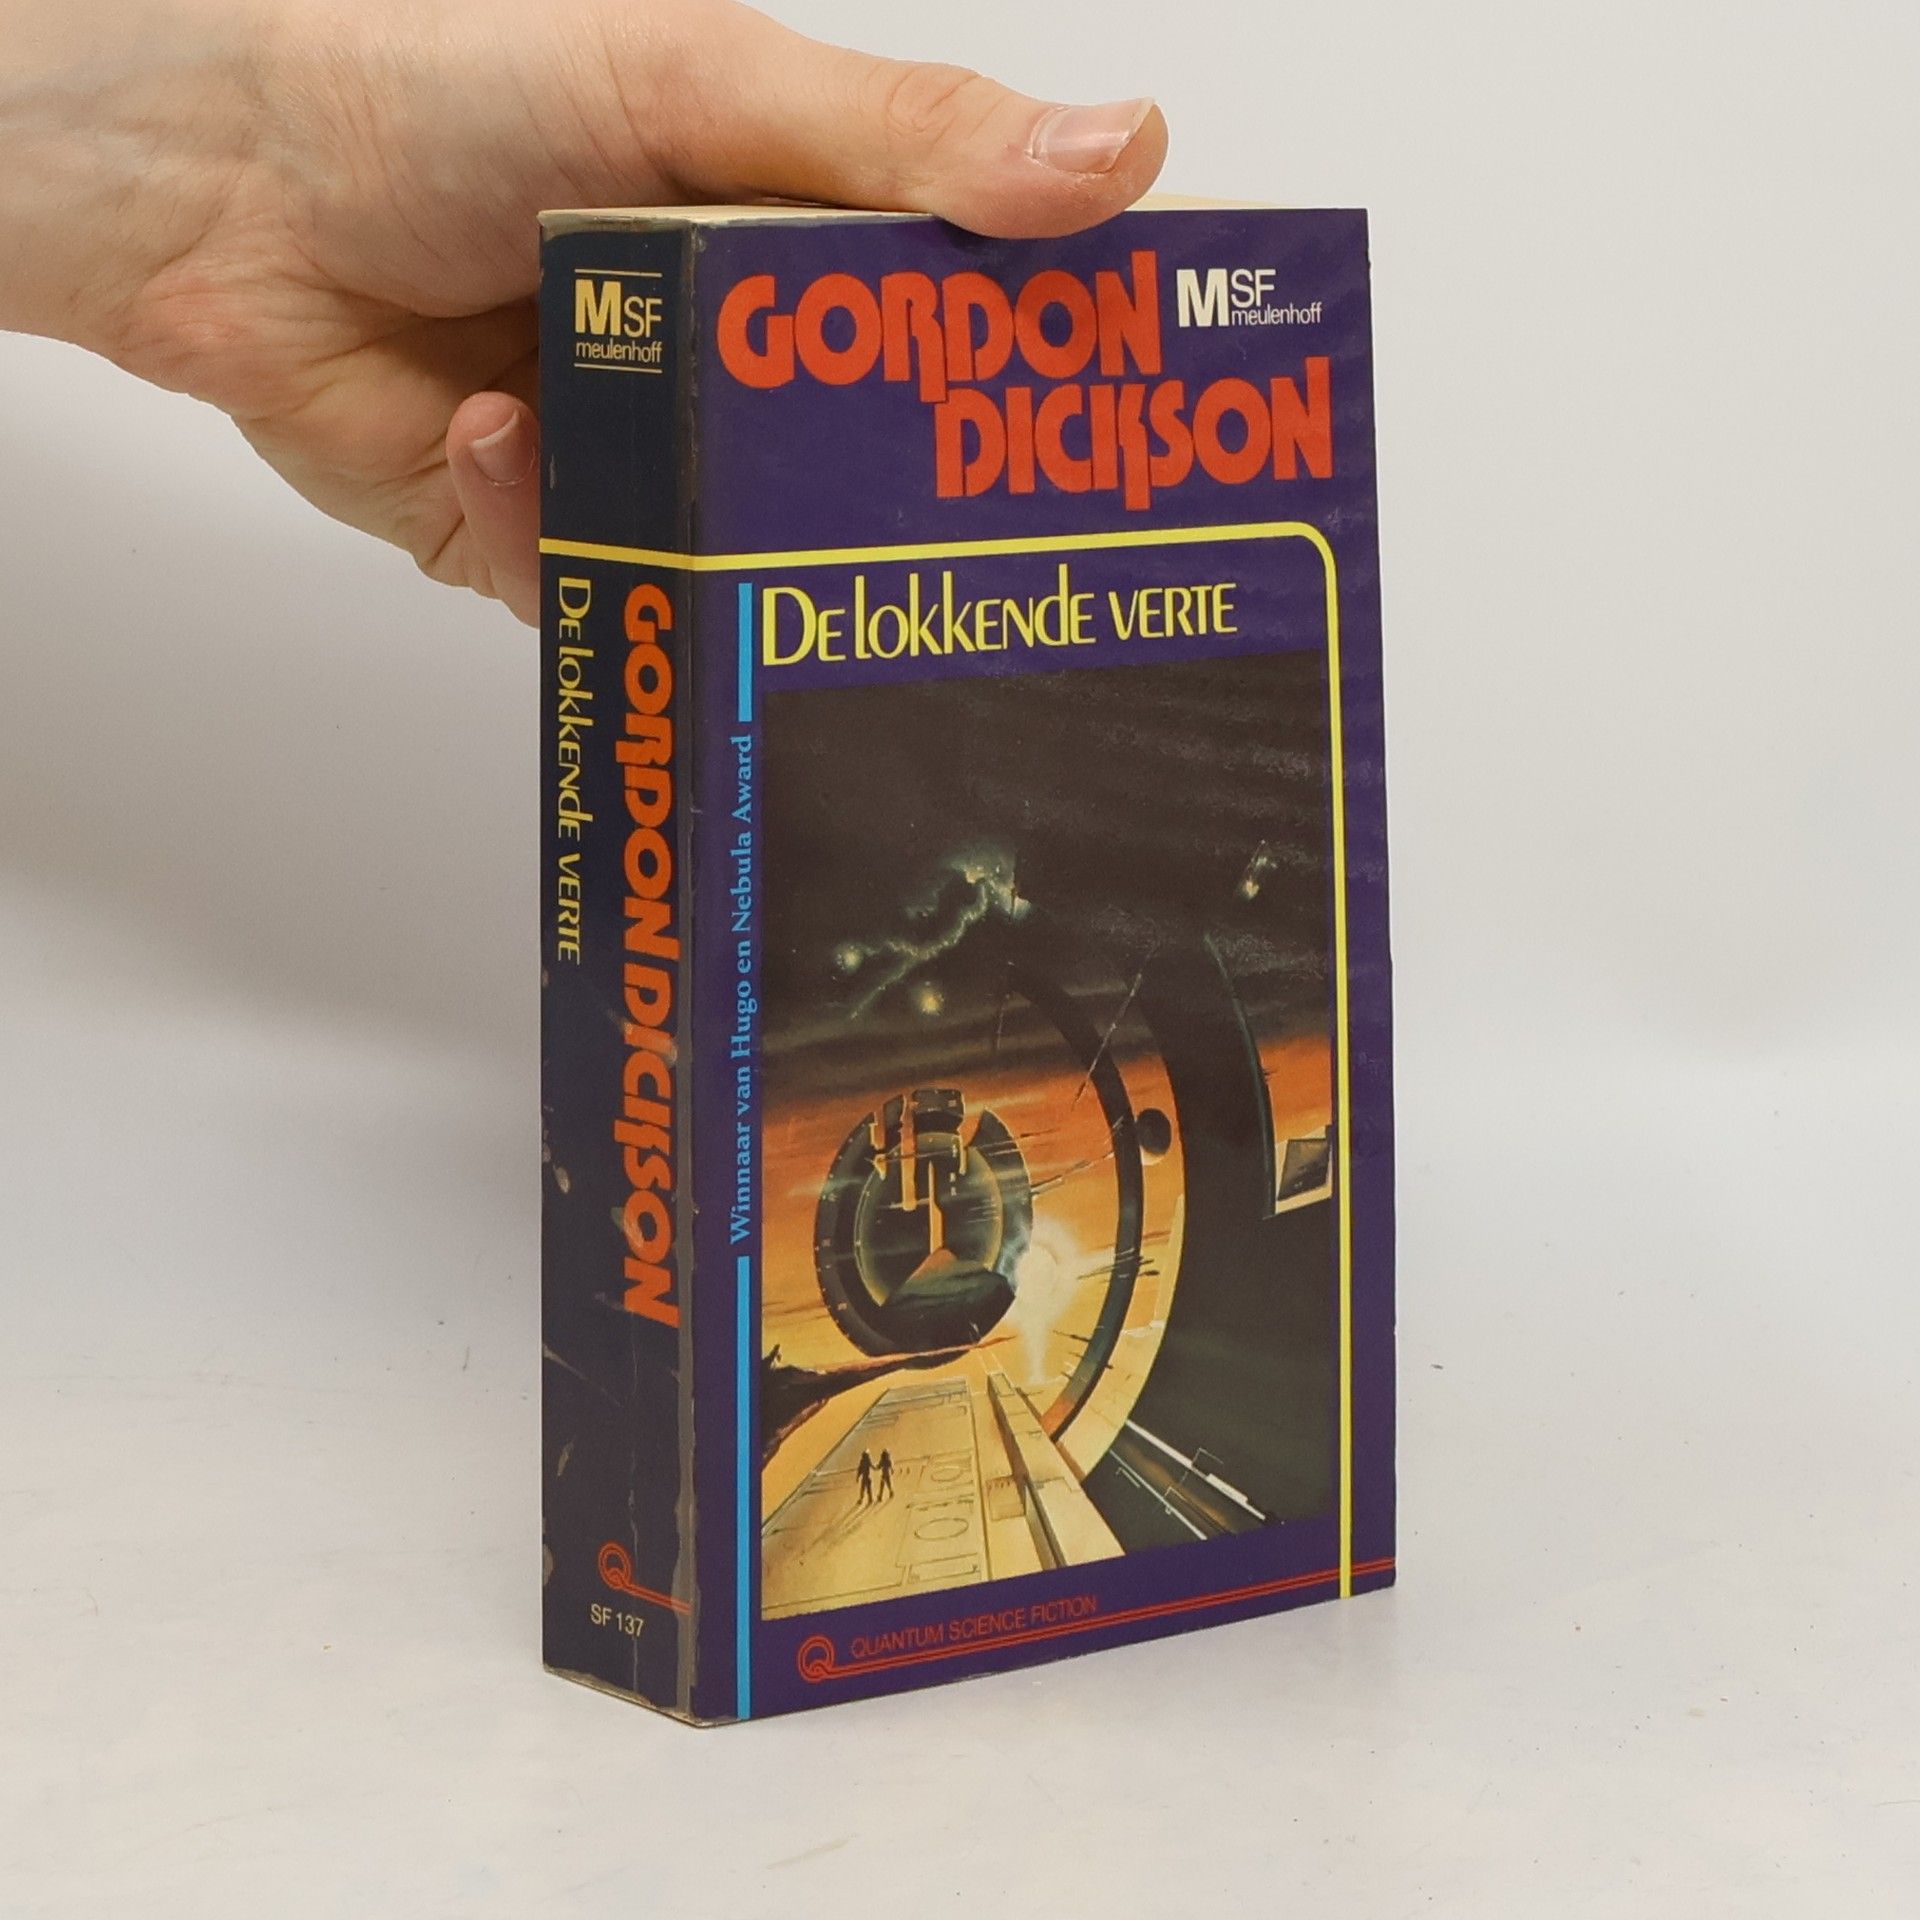 MSF
meulenhoff
De lokkende verte
GORDON DICKSON
SF 137
GORDON
DICKSON
MSF
meulenhoff
De lokkende verte
Winnaar van Hugo en Nebula Award
Q QUANTUM SCIENCE FICTION